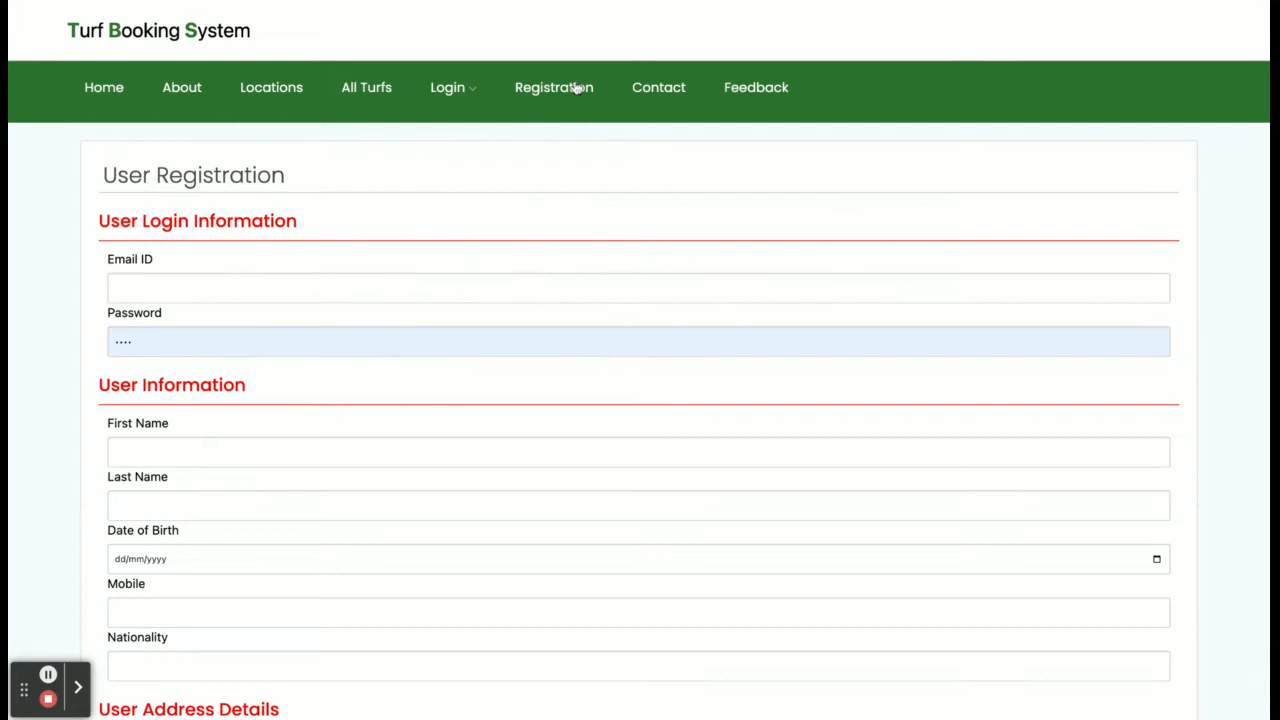 Turf Booking System
Home About Locations All Turfs Login Registration Contact Feedback
User Registration
User Login Information
Email ID
Password
····
User Information
First Name
Last Name
Date of Birth
dd/mm/yyyy
Mobile
Nationality
User Address Details